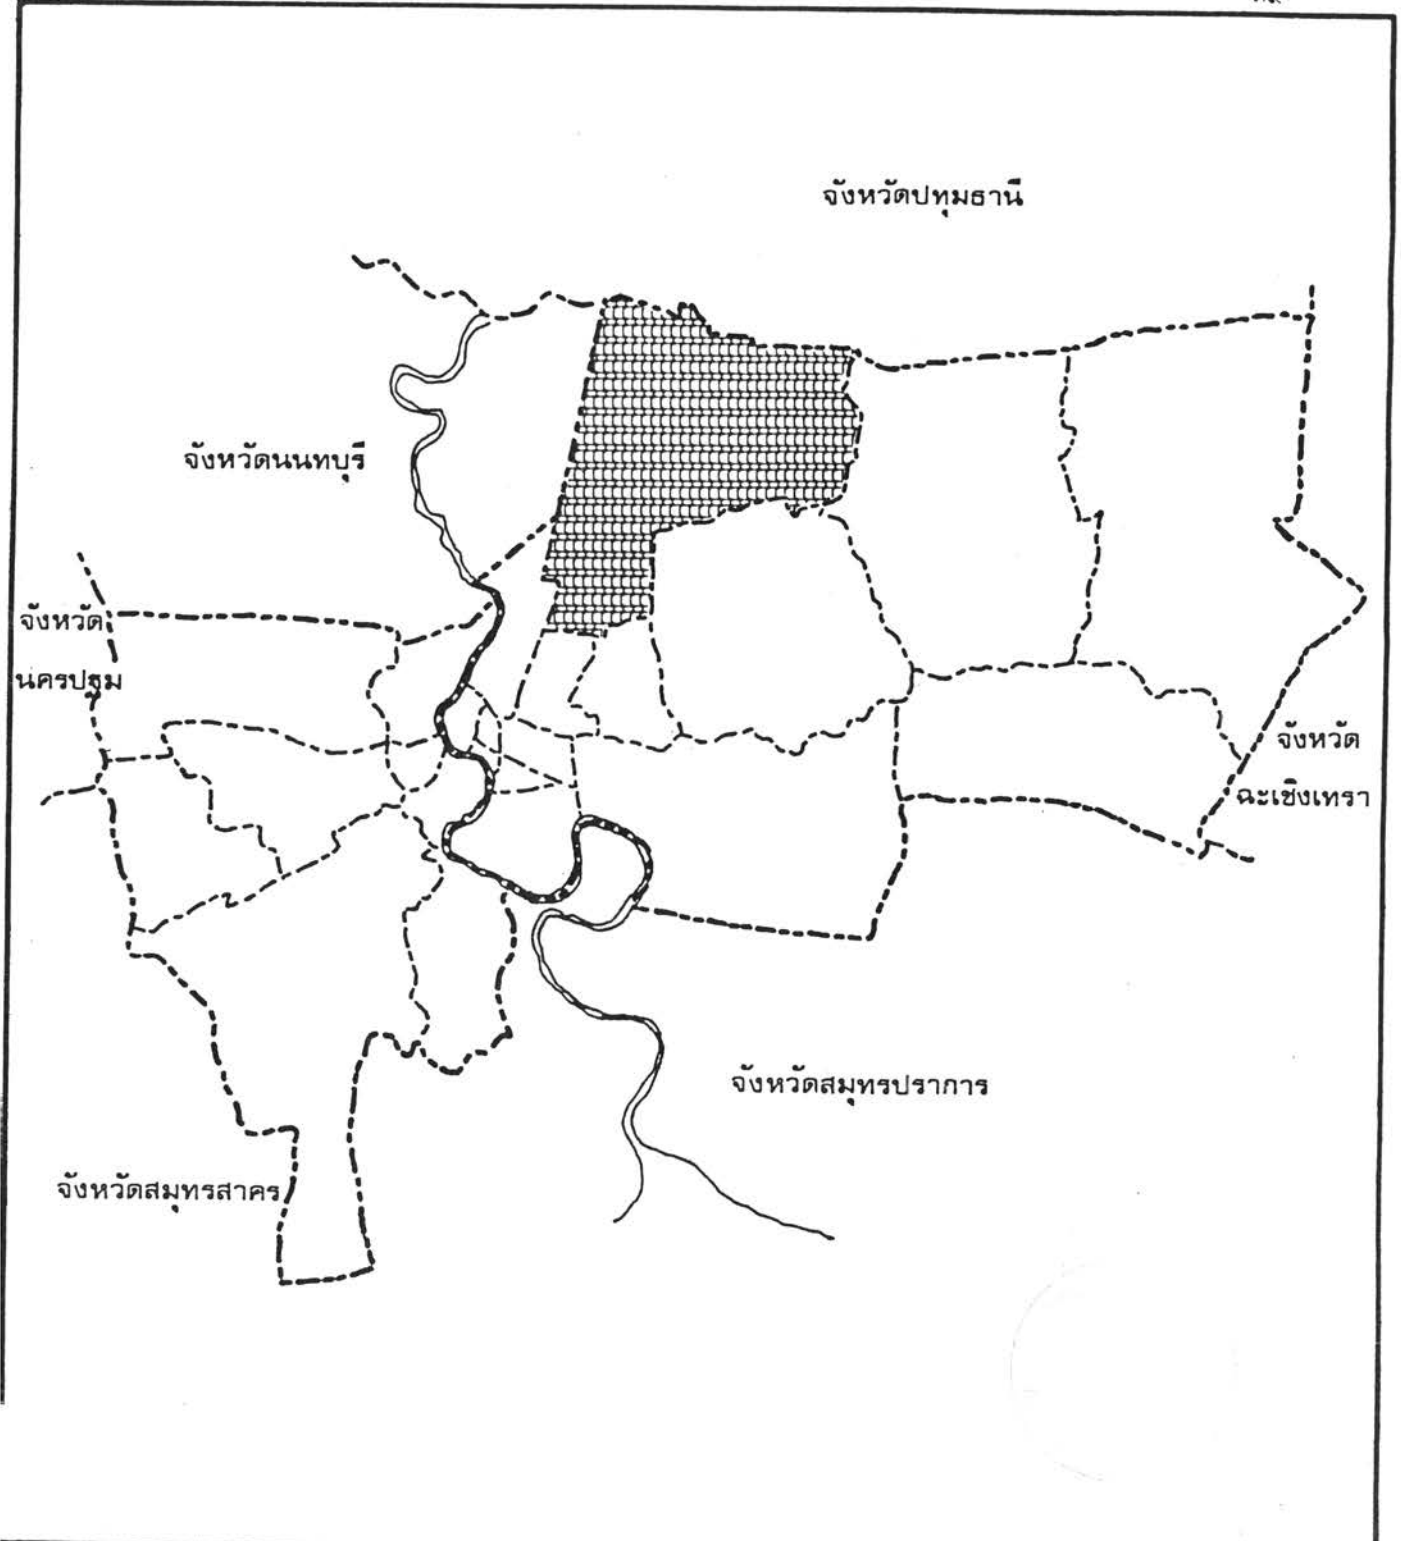 จังหวัดปทุมธานี
จังหวัดนนทบุรี
จังหวัด
นครปฐม
จังหวัด
ฉะเชิงเทรา
จังหวัดสมุทรปราการ
จังหวัดสมุทรสาคร